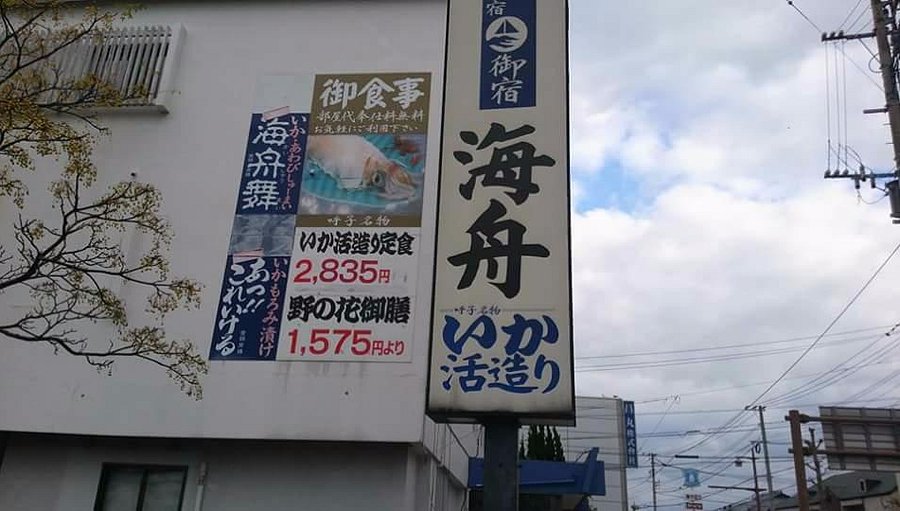 御食事
部屋代奉仕料無料
お気軽にご利用下さい
いか・あわびしゅーまい
海舟舞
呼子名物
いか活造り定食
2,835円
野の花御膳
1,575円より
いかもろみ漬け
あっ!!
これいける
宿
御宿
海舟
呼子名物
いか
活造り